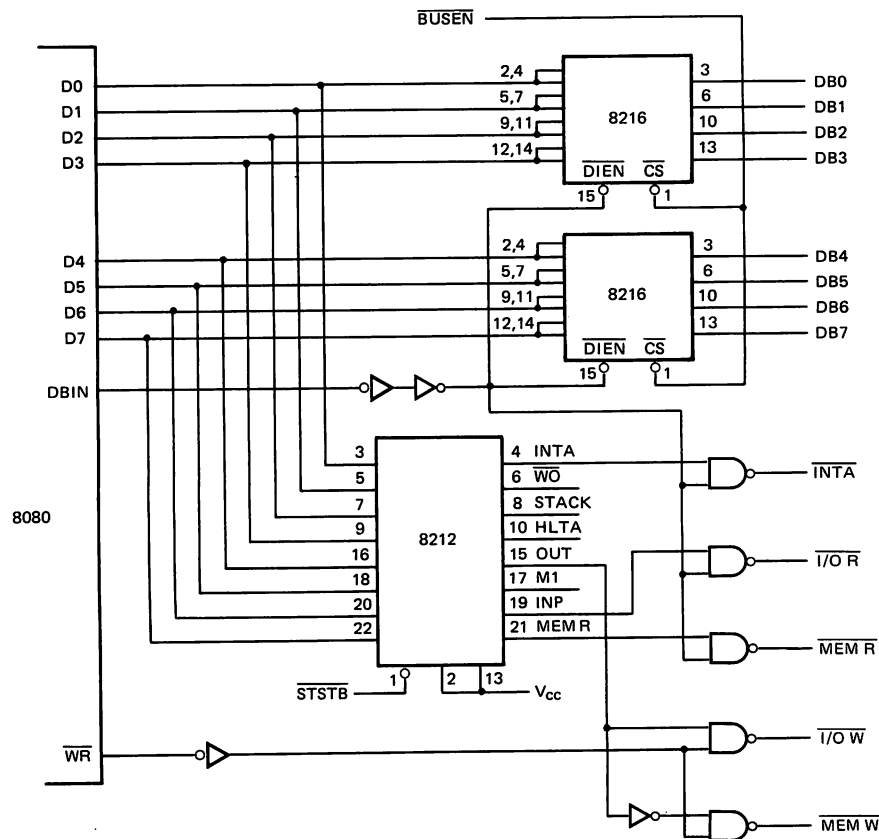 BUSEN
D0
D1
D2
D3
2,4
5,7
9,11
12,14
8216
DIEN CS
15 1
3
6
10
13
DB0
DB1
DB2
DB3
D4
D5
D6
D7
2,4
5,7
9,11
12,14
8216
DIEN CS
15 1
3
6
10
13
DB4
DB5
DB6
DB7
DBIN
8080
3
5
7
9
16
18
20
22
8212
4 INTA
6 WO
8 STACK
10 HLTA
15 OUT
17 M1
19 INP
21 MEM R
STSTB
1
2
13
Vcc
WR
INTA
I/O R
MEM R
I/O W
MEM W